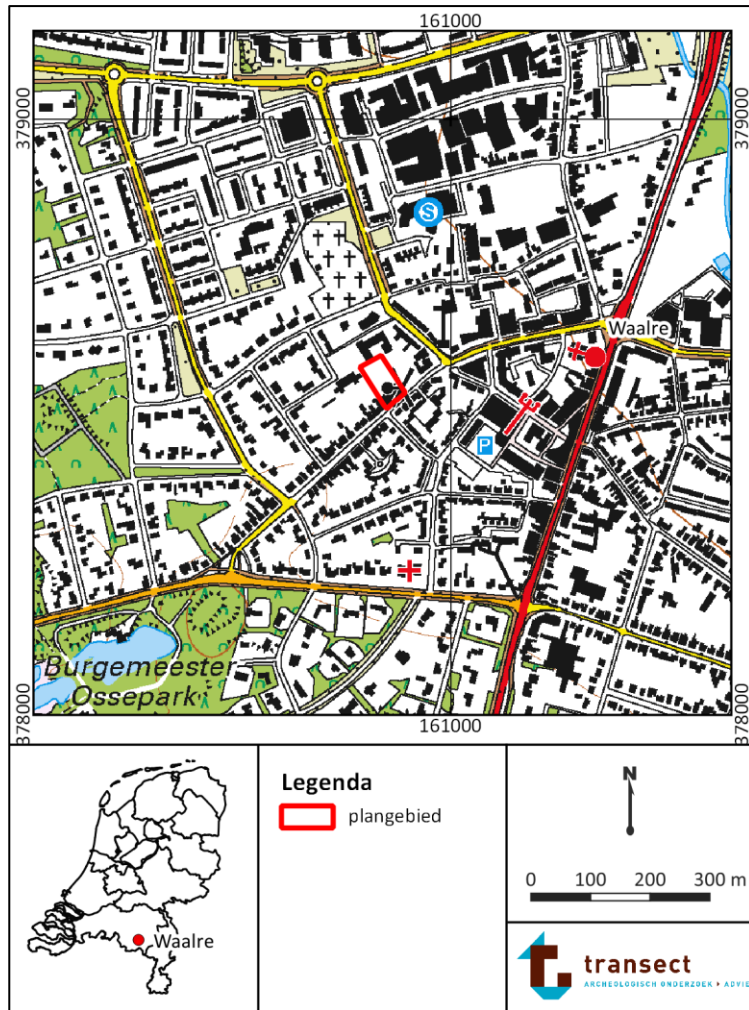 161000
379000
379000
S
Waalre
P
Burgemeester
Ossepark
378000
161000
378000
Legenda
plangebied
Waalre
N
0 100 200 300 m
transect
ARCHEOLOGISCH ONDERZOEK • ADVIE